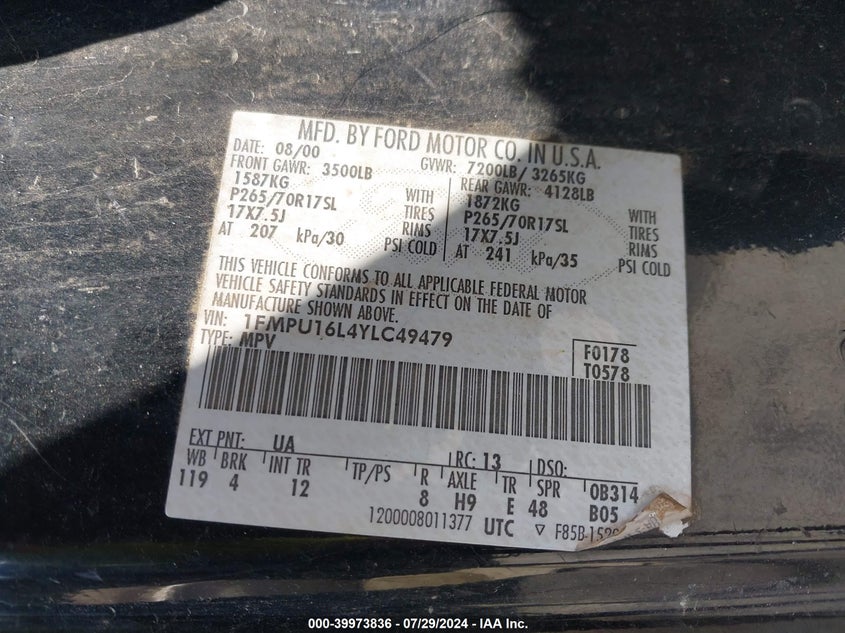 MFD. BY FORD MOTOR CO. IN U.S.A.
DATE: 08/00 GVWR: 7200LB/ 3265KG
FRONT GAWR: 3500LB REAR GAWR: 4128LB
1587KG WITH 1872KG WITH
P265/70R17SL TIRES P265/70R17SL TIRES
17X7.5J RIMS 17X7.5J RIMS
AT 207 kPa/30 PSI COLD AT 241 kPa/35 PSI COLD
THIS VEHICLE CONFORMS TO ALL APPLICABLE FEDERAL MOTOR
VEHICLE SAFETY STANDARDS IN EFFECT ON THE DATE OF
MANUFACTURE SHOWN ABOVE.
VIN: 1FMPU16L4YLC49479 F0178
TYPE: MPV T0578
EXT PNT: UA RC: 13 DSO:
WB BRK INT TR TP/PS R AXLE TR SPR 0B314
119 4 12 8 H9 E 48 B05
1200008011377 UTC ▽ F85B-
000-39973836 - 07/29/2024 - IAA Inc.